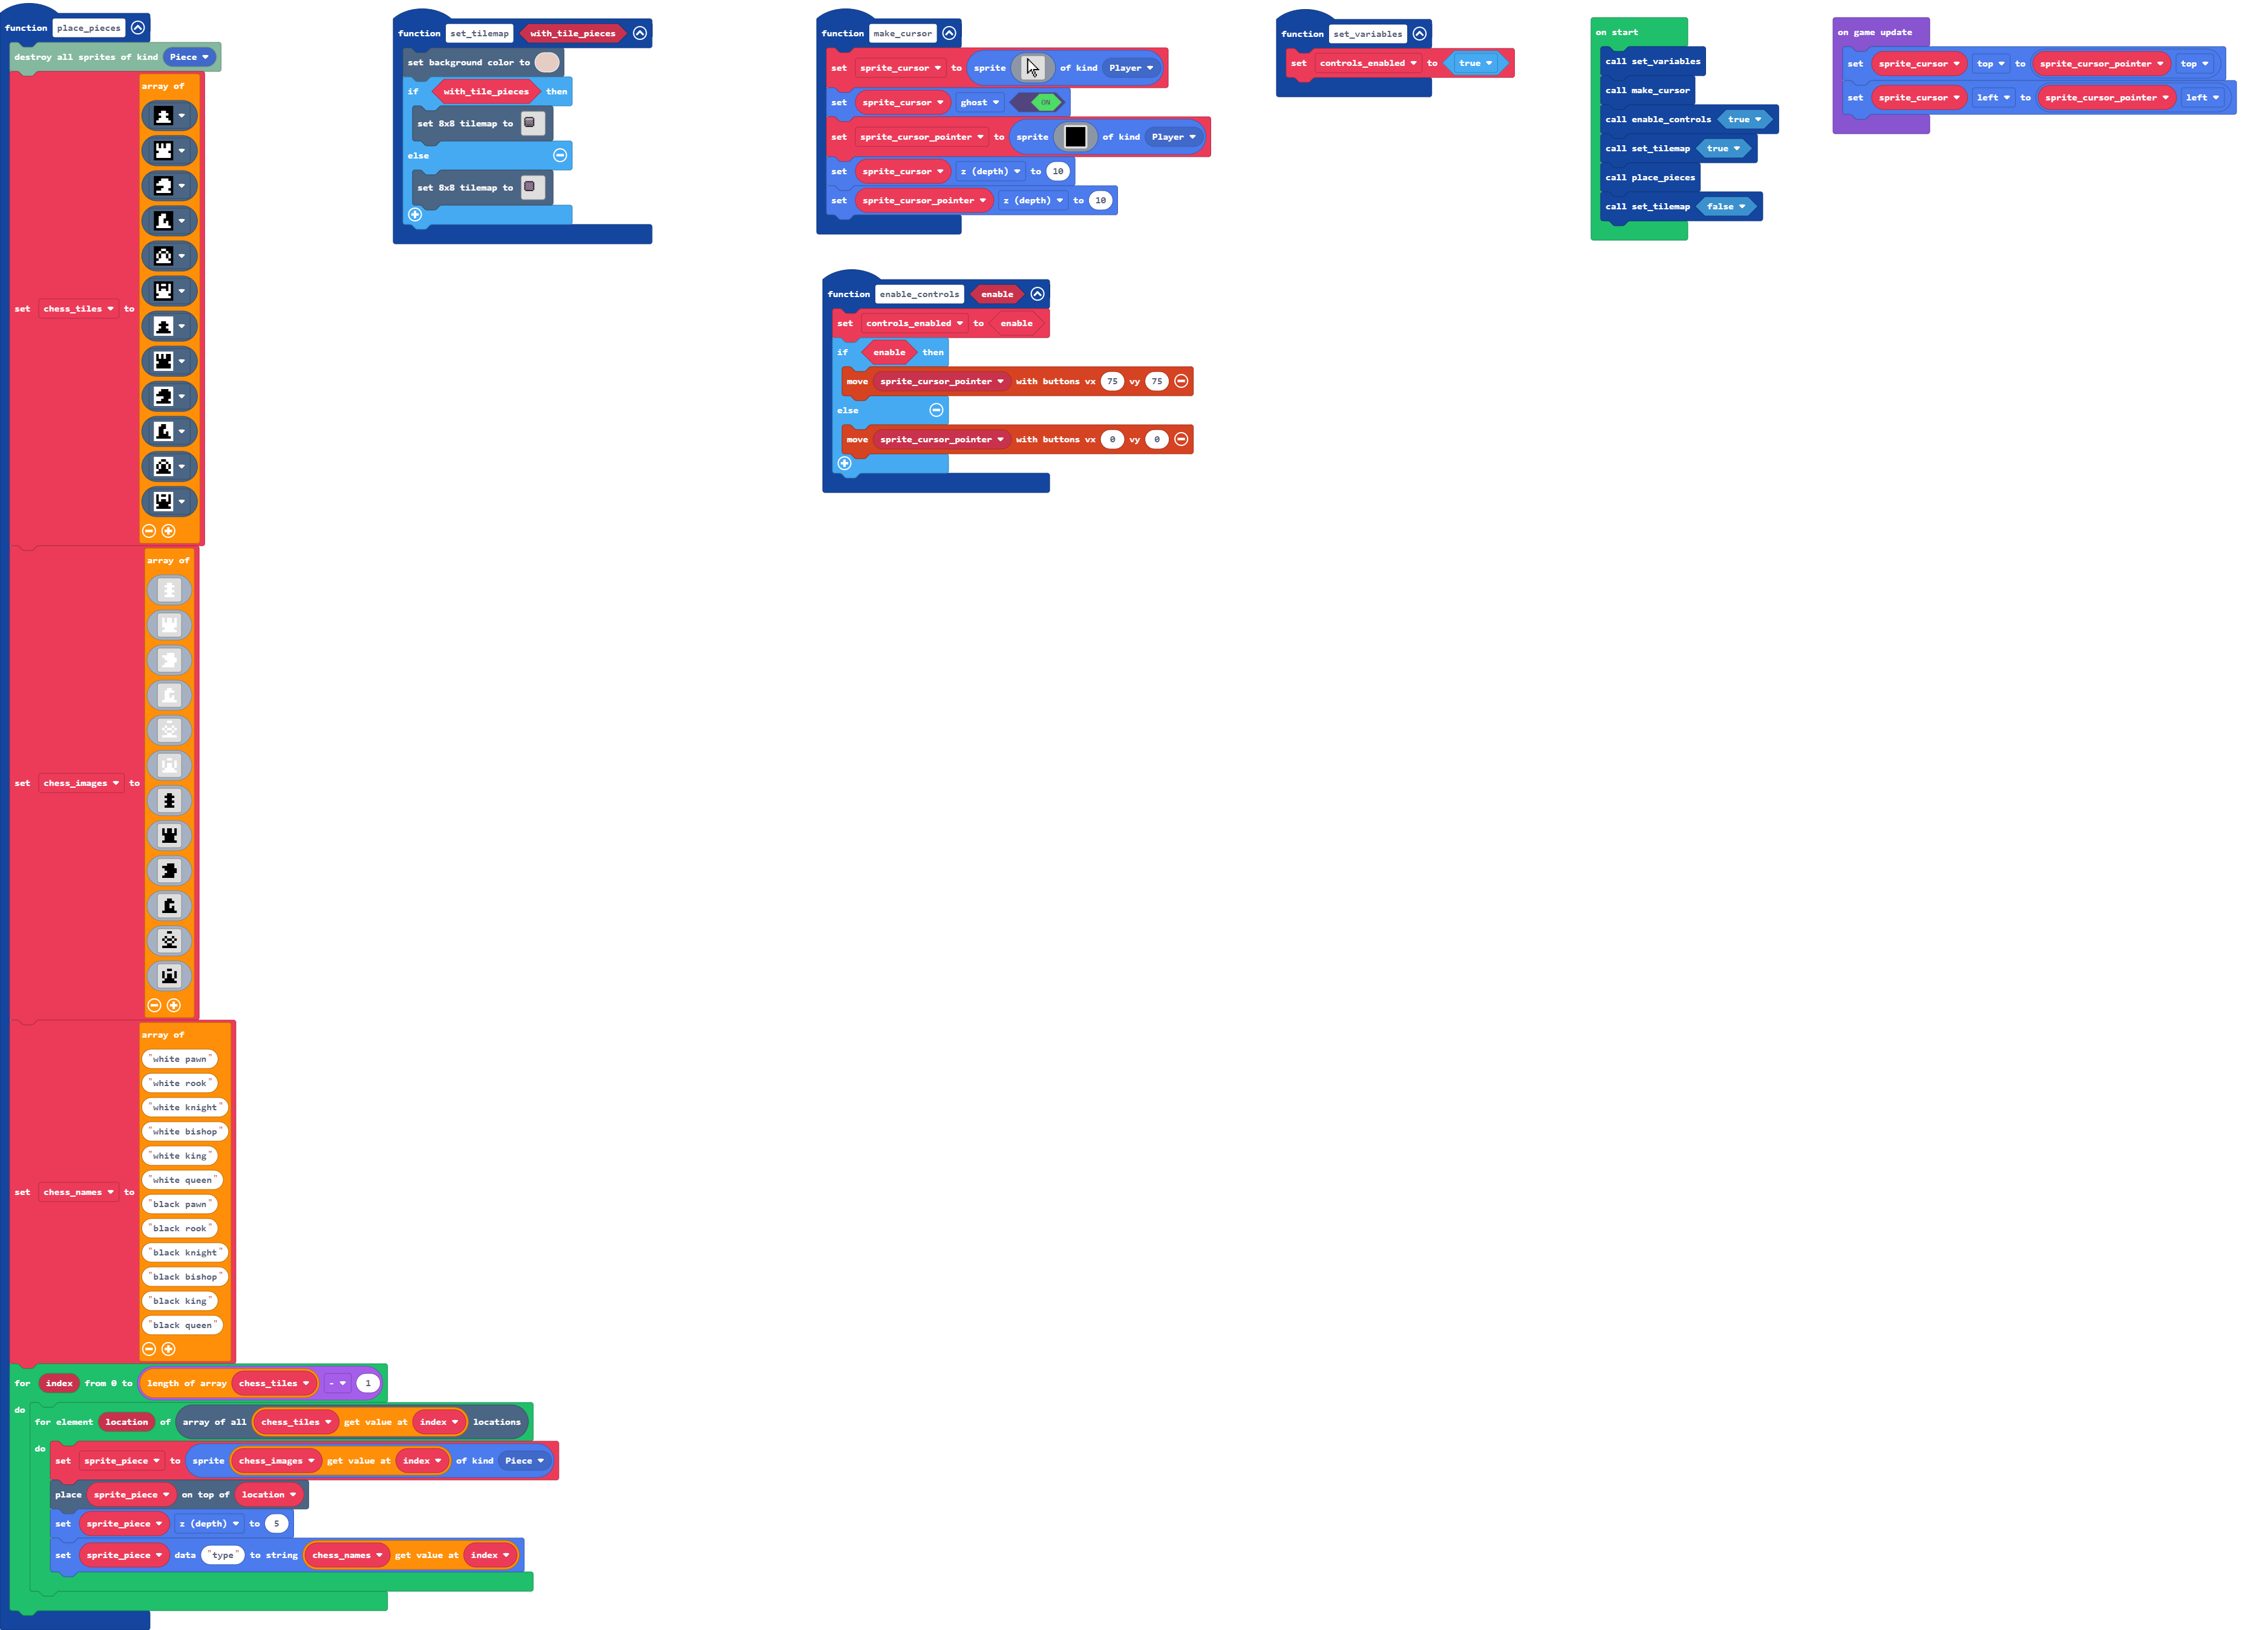 function place_pieces
destroy all sprites of kind Piece
set chess_tiles to array of
set chess_images to array of
set chess_names to array of
"white pawn"
"white rook"
"white knight"
"white bishop"
"white king"
"white queen"
"black pawn"
"black rook"
"black knight"
"black bishop"
"black king"
"black queen"
for index from 0 to length of array chess_tiles - 1
do
for element location of array of all chess_tiles get value at index locations
do
set sprite_piece to sprite chess_images get value at index of kind Piece
place sprite_piece on top of location
set sprite_piece z (depth) to 5
set sprite_piece data "type" to string chess_names get value at index
function set_tilemap with_tile_pieces
set background color to
if with_tile_pieces then
set 8x8 tilemap to
else
set 8x8 tilemap to
function make_cursor
set sprite_cursor to sprite of kind Player
set sprite_cursor ghost ON
set sprite_cursor_pointer to sprite of kind Player
set sprite_cursor z (depth) to 10
set sprite_cursor_pointer z (depth) to 10
function enable_controls enable
set controls_enabled to enable
if enable then
move sprite_cursor_pointer with buttons vx 75 vy 75
else
move sprite_cursor_pointer with buttons vx 0 vy 0
function set_variables
set controls_enabled to true
on start
call set_variables
call make_cursor
call enable_controls true
call set_tilemap true
call place_pieces
call set_tilemap false
on game update
set sprite_cursor top to sprite_cursor_pointer top
set sprite_cursor left to sprite_cursor_pointer left